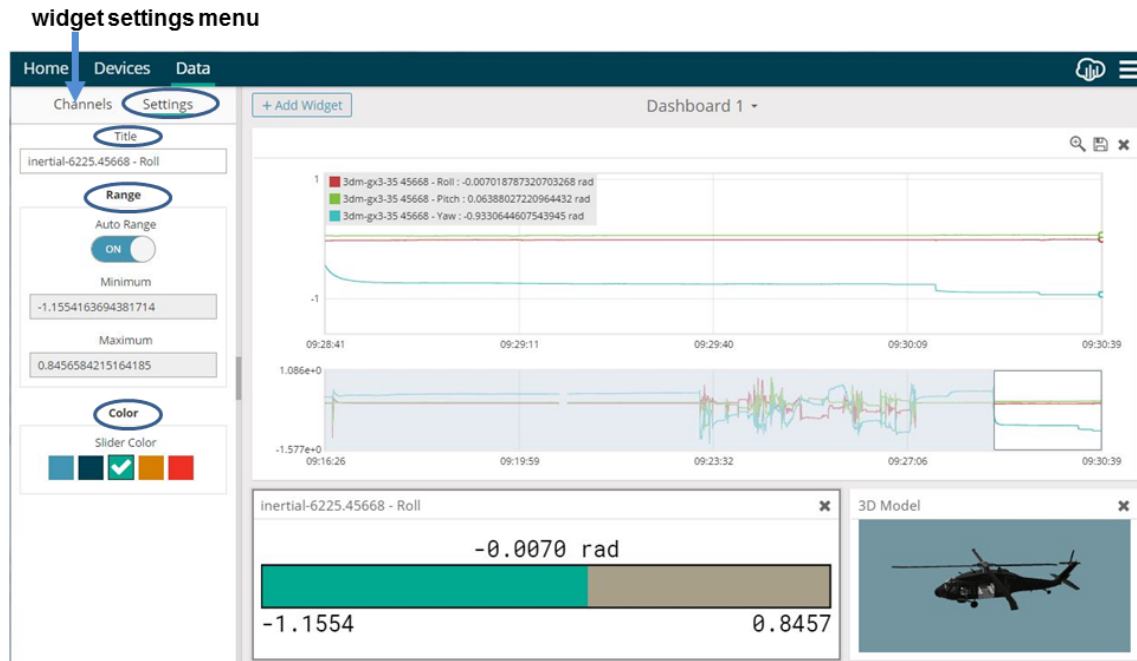 widget settings menu
Home Devices Data
Channels Settings
Title
inertial-6225.45668 - Roll
Range
Auto Range
ON
Minimum
-1.1554163694381714
Maximum
0.8456584215164185
Color
Slider Color
+ Add Widget
Dashboard 1
1
3dm-gx3-35 45668 - Roll : -0.007018787320703268 rad
3dm-gx3-35 45668 - Pitch : 0.06388027220964432 rad
3dm-gx3-35 45668 - Yaw : -0.9330644607543945 rad
-1
09:28:41 09:29:11 09:29:40 09:30:09 09:30:39
1.086e+0
-1.577e+0
09:16:26 09:19:59 09:23:32 09:27:06 09:30:39
inertial-6225.45668 - Roll
-0.0070 rad
-1.1554 0.8457
3D Model